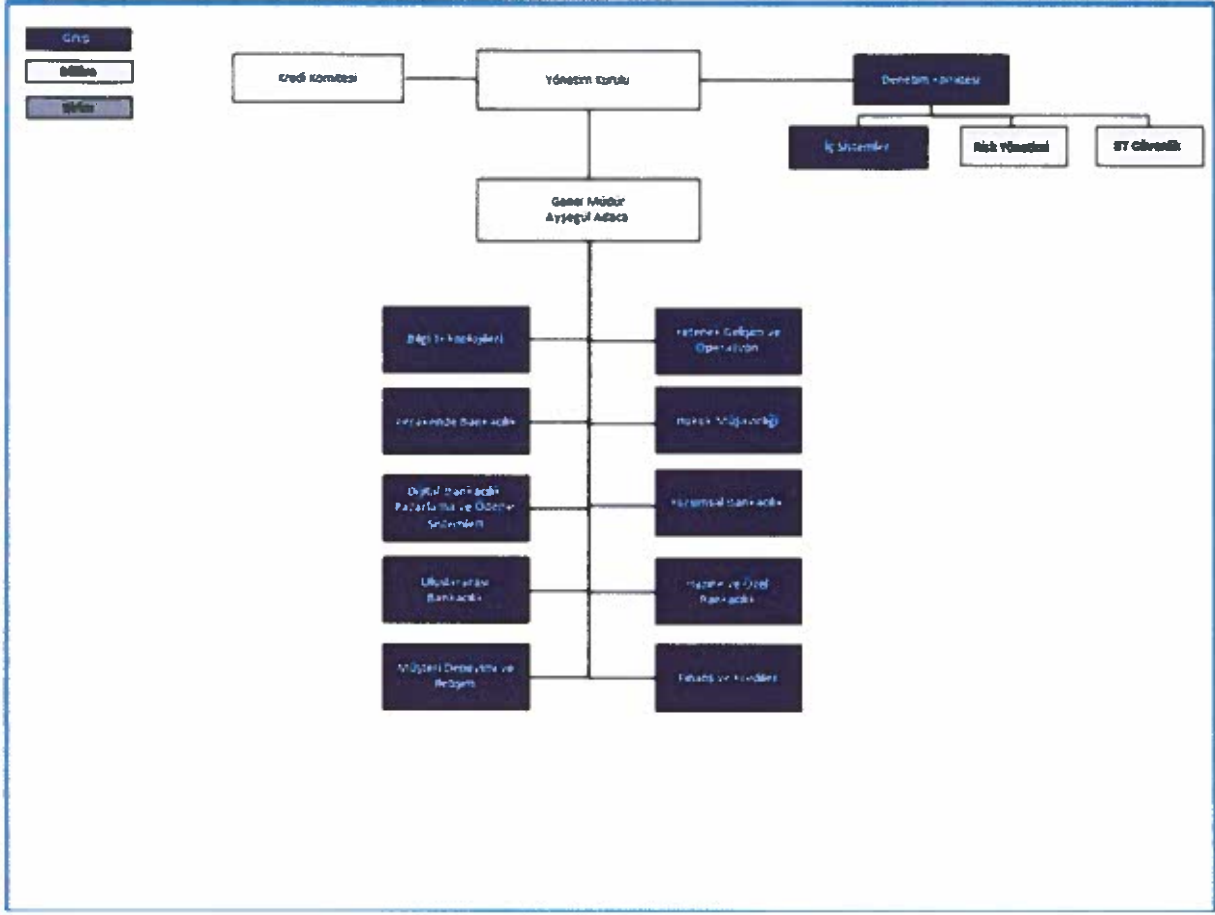 Grup
Bölüm
Birim
Kredi Komitesi
Yönetim Kurulu
Denetim Komitesi
İç Sistemler
Risk Yönetimi
BT Güvenlik
Genel Müdür
Ayşegül Adaca
Bilgi Teknolojileri
Yetenek Gelişim ve
Operasyon
Perakende Bankacılık
Hukuk Müşavirliği
Dijital Bankacılık
Pazarlama ve Ödeme
Sistemleri
Kurumsal Bankacılık
Uluslararası
Bankacılık
Hazine ve Özel
Bankacılık
Müşteri Deneyimi ve
İletişim
Finans ve Krediler